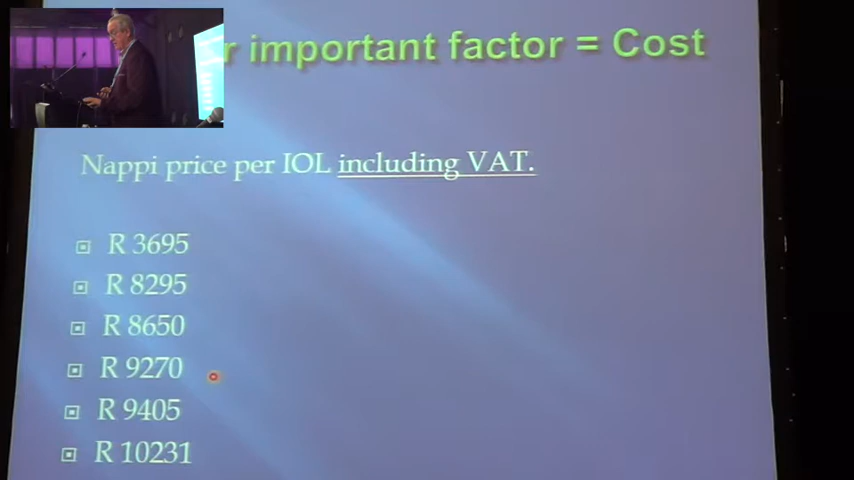 r important factor = Cost
Nappi price per IOL including VAT.
R 3695
R 8295
R 8650
R 9270
R 9405
R 10231